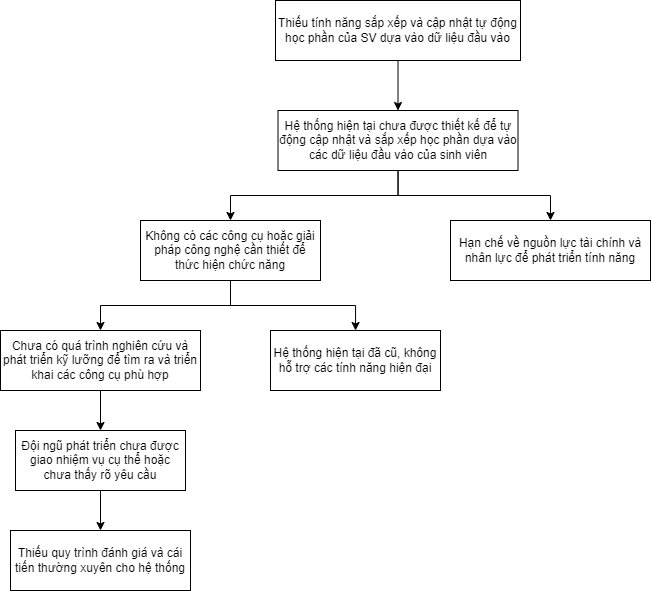 Thiếu tính năng sắp xếp và cập nhật tự động
học phần của SV dựa vào dữ liệu đầu vào
Hệ thống hiện tại chưa được thiết kế để tự
động cập nhật và sắp xếp học phần dựa vào
các dữ liệu đầu vào của sinh viên
Không có các công cụ hoặc giải
pháp công nghệ cần thiết để
thực hiện chức năng
Hạn chế về nguồn lực tài chính và
nhân lực để phát triển tính năng
Chưa có quá trình nghiên cứu và
phát triển kỹ lưỡng để tìm ra và triển
khai các công cụ phù hợp
Hệ thống hiện tại đã cũ, không
hỗ trợ các tính năng hiện đại
Đội ngũ phát triển chưa được
giao nhiệm vụ cụ thể hoặc
chưa thấy rõ yêu cầu
Thiếu quy trình đánh giá và cải
tiến thường xuyên cho hệ thống